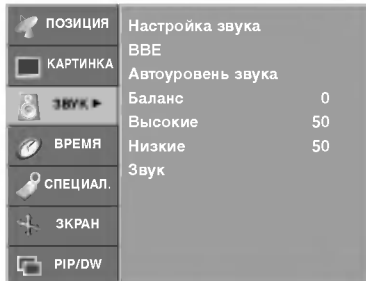 ПОЗИЦИЯ
КАРТИНКА
ЗВУК ►
ВРЕМЯ
СПЕЦИАЛ.
ЗКРАН
PIP/DW
Настройка звука
BBE
Автоуровень звука
Баланс 0
Высокие 50
Низкие 50
Звук